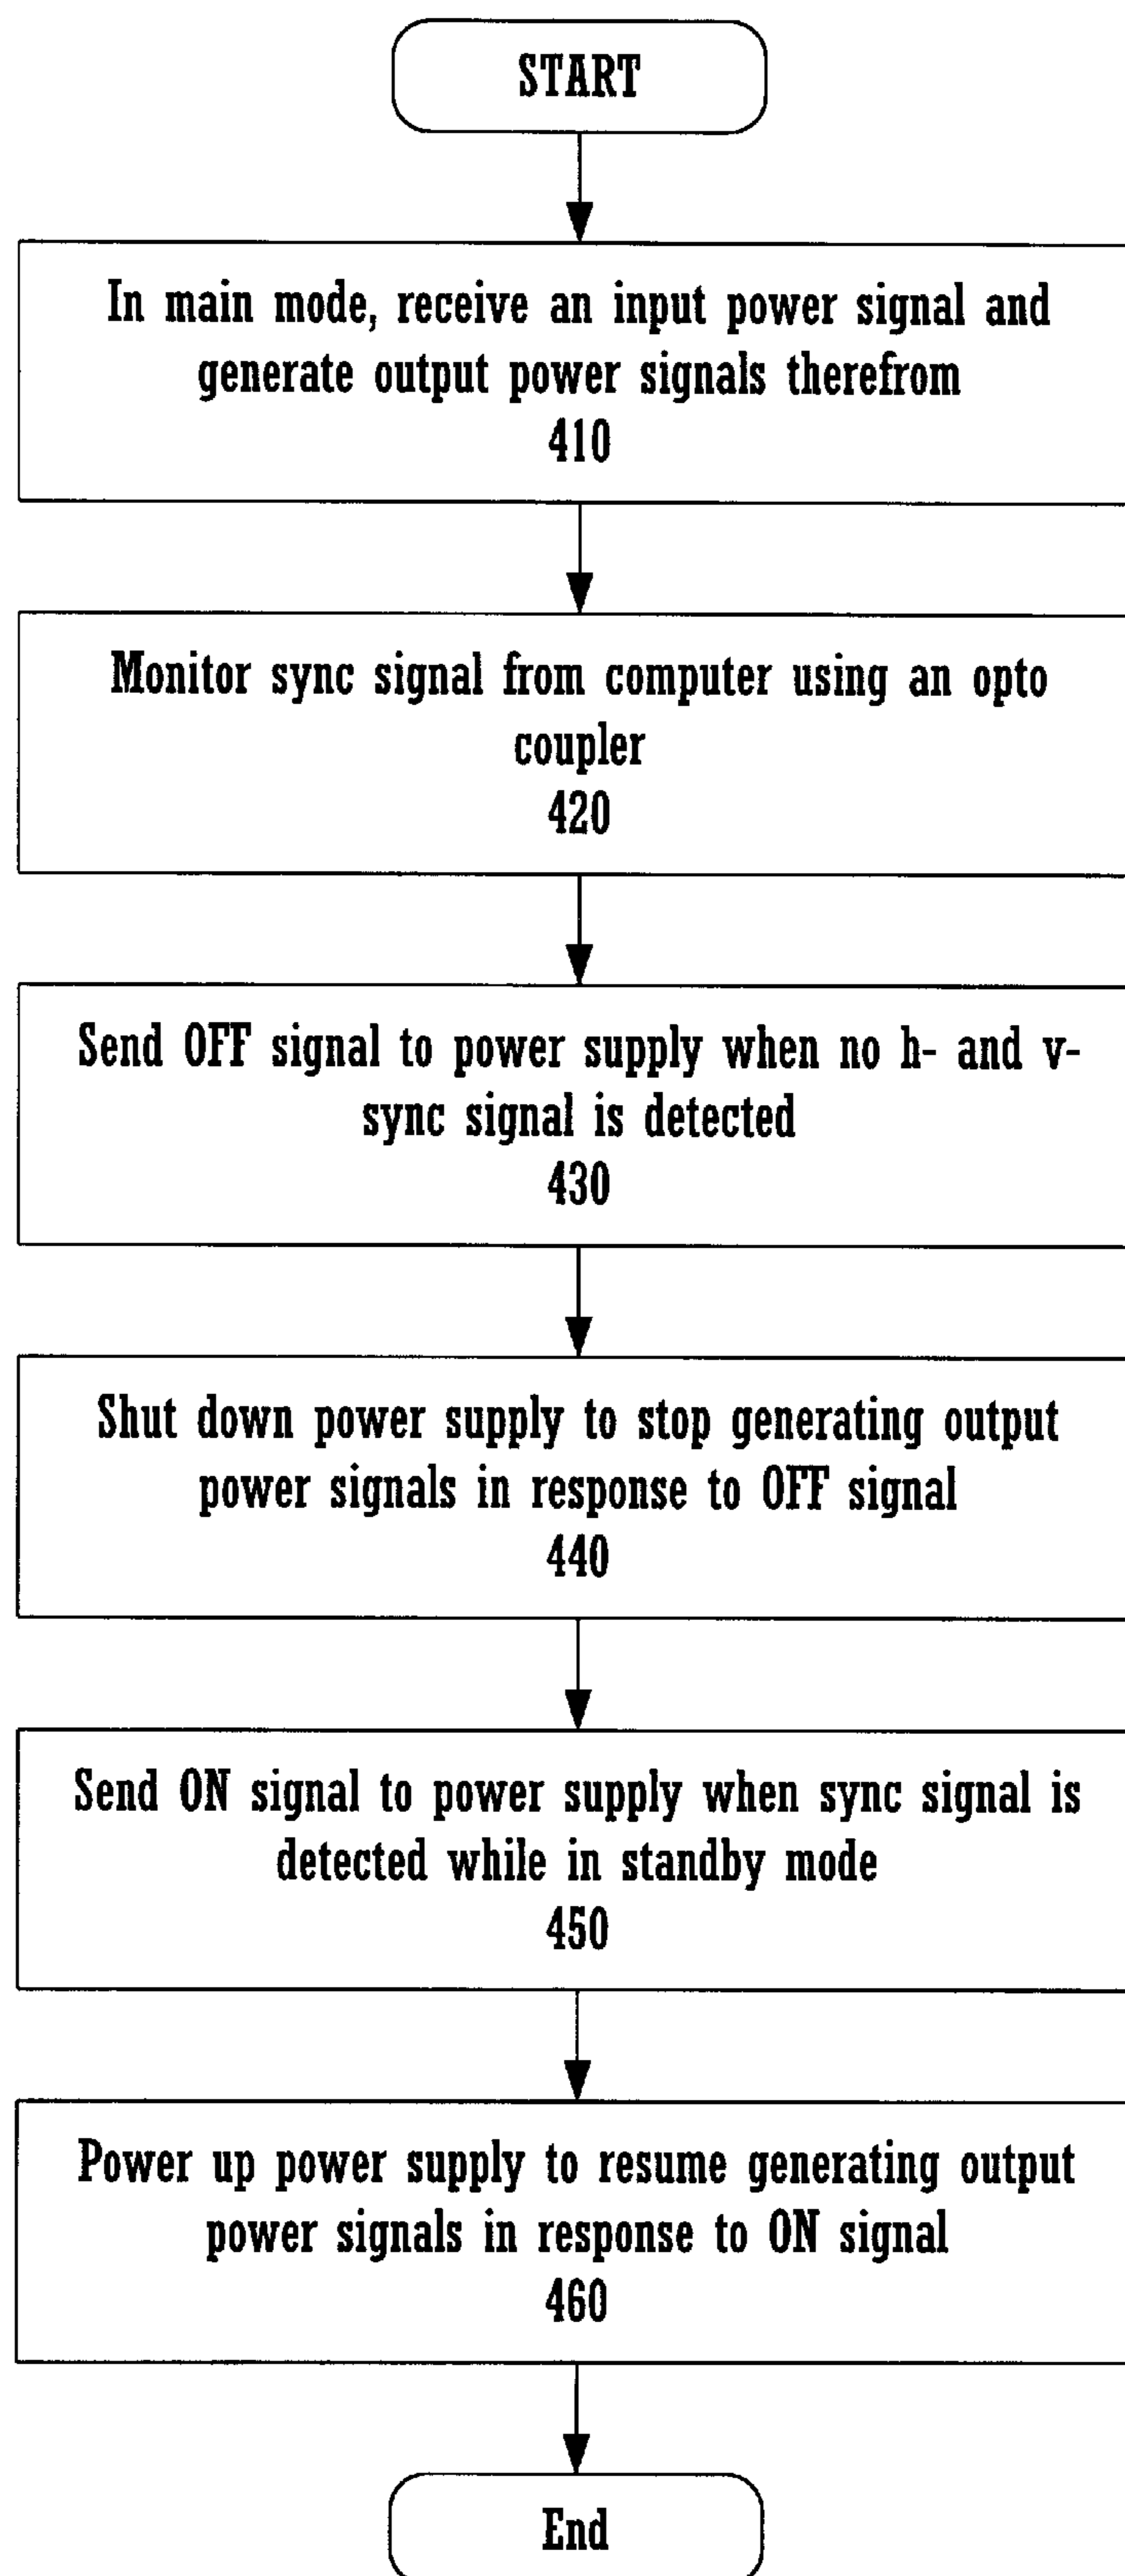 START
In main mode, receive an input power signal and
generate output power signals therefrom
410
Monitor sync signal from computer using an opto
coupler
420
Send OFF signal to power supply when no h- and v-
sync signal is detected
430
Shut down power supply to stop generating output
power signals in response to OFF signal
440
Send ON signal to power supply when sync signal is
detected while in standby mode
450
Power up power supply to resume generating output
power signals in response to ON signal
460
End